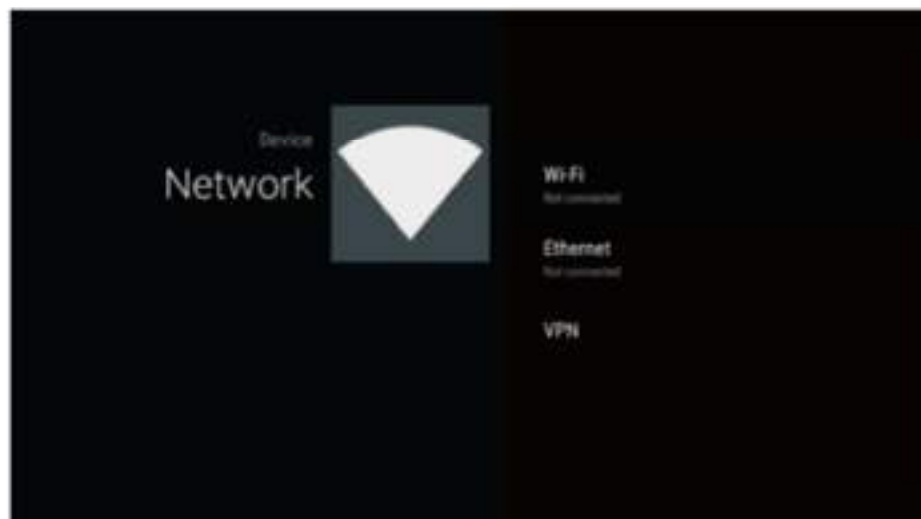 Device
Network
Wi-Fi
Not connected
Ethernet
Not connected
VPN